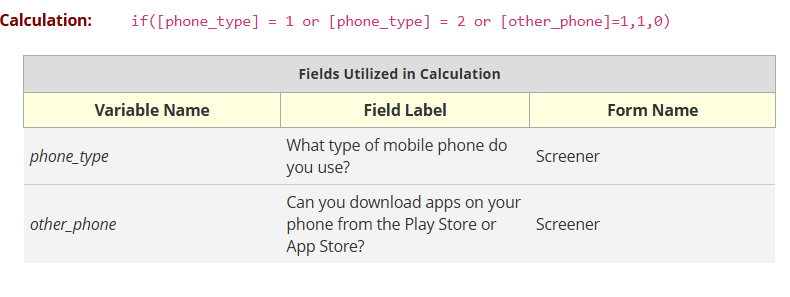 Calculation: if([phone_type] = 1 or [phone_type] = 2 or [other_phone]=1,1,0)
Fields Utilized in Calculation
Variable Name Field Label Form Name
phone_type What type of mobile phone do you use? Screener
other_phone Can you download apps on your phone from the Play Store or App Store? Screener